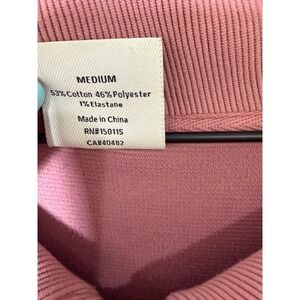 MEDIUM
53% Cotton 46% Polyester
1% Elastane
Made in China
RN#150115
CA#40482